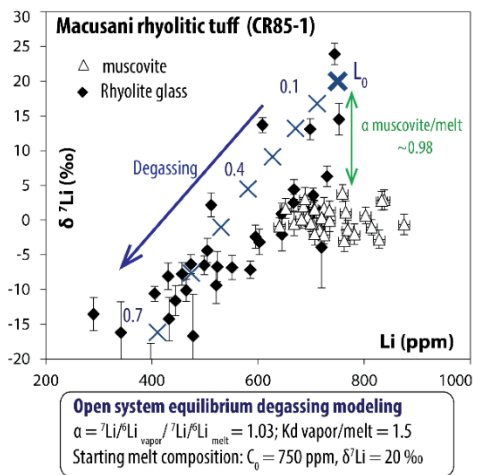 Macusani rhyolitic tuff (CR85-1)
△ muscovite
◆ Rhyolite glass
L₀
0.1
α muscovite/melt
~0.98
Degassing
0.4
0.7
δ ⁷Li (‰)
30
25
20
15
10
5
0
-5
-10
-15
-20
Li (ppm)
200 400 600 800 1000
Open system equilibrium degassing modeling
α = ⁷Li/⁶Li vapor/ ⁷Li/⁶Li melt = 1.03; Kd vapor/melt = 1.5
Starting melt composition: C₀ = 750 ppm, δ⁷Li = 20 ‰